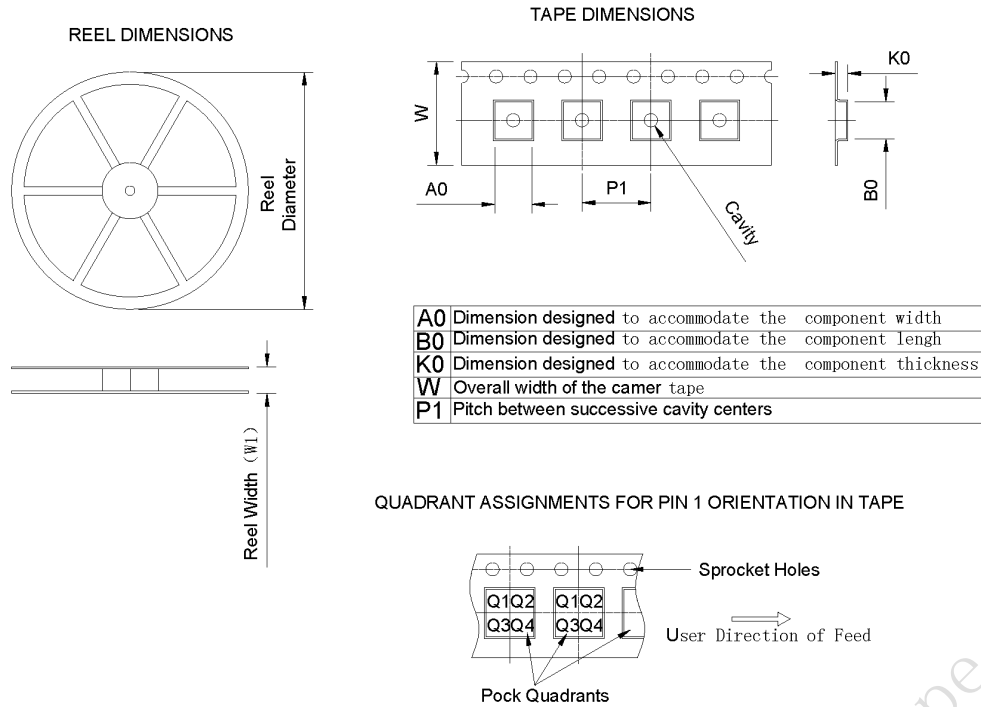 REEL DIMENSIONS
TAPE DIMENSIONS
Reel
Diameter
W
A0
P1
Cavity
K0
B0
A0 Dimension designed to accommodate the component width
B0 Dimension designed to accommodate the component lengh
K0 Dimension designed to accommodate the component thickness
W Overall width of the camer tape
P1 Pitch between successive cavity centers
Reel Width (W1)
QUADRANT ASSIGNMENTS FOR PIN 1 ORIENTATION IN TAPE
Sprocket Holes
Q1Q2 Q1Q2
Q3Q4 Q3Q4
User Direction of Feed
Pock Quadrants